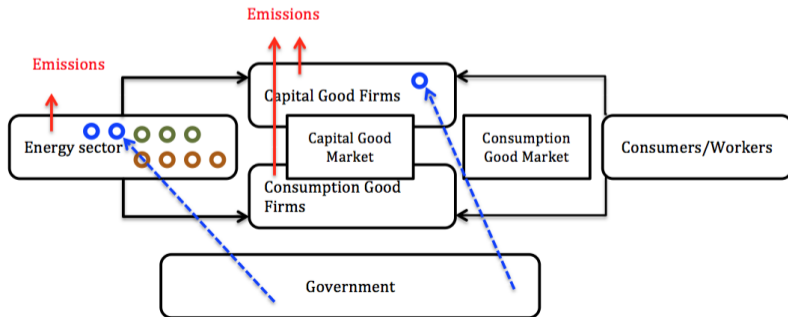 Emissions
Emissions
Capital Good Firms
Energy sector
Capital Good
Market
Consumption
Good Market
Consumers/Workers
Consumption Good
Firms
Government